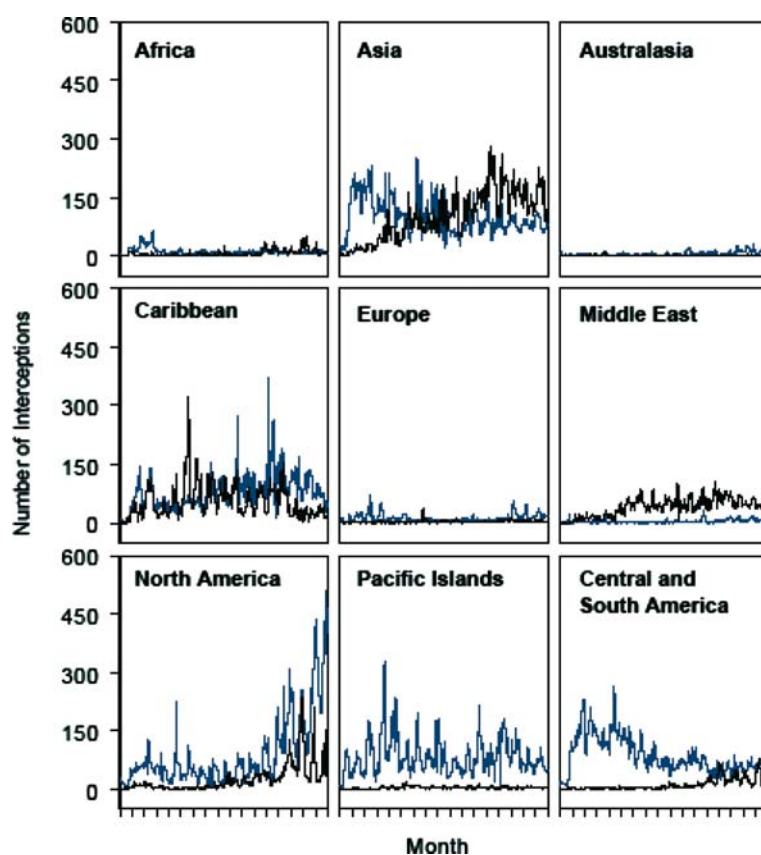 600
450
300
150
0
Africa
Asia
Australasia
600
450
300
150
0
Caribbean
Europe
Middle East
600
450
300
150
0
North America
Pacific Islands
Central and
South America
Number of Interceptions
Month